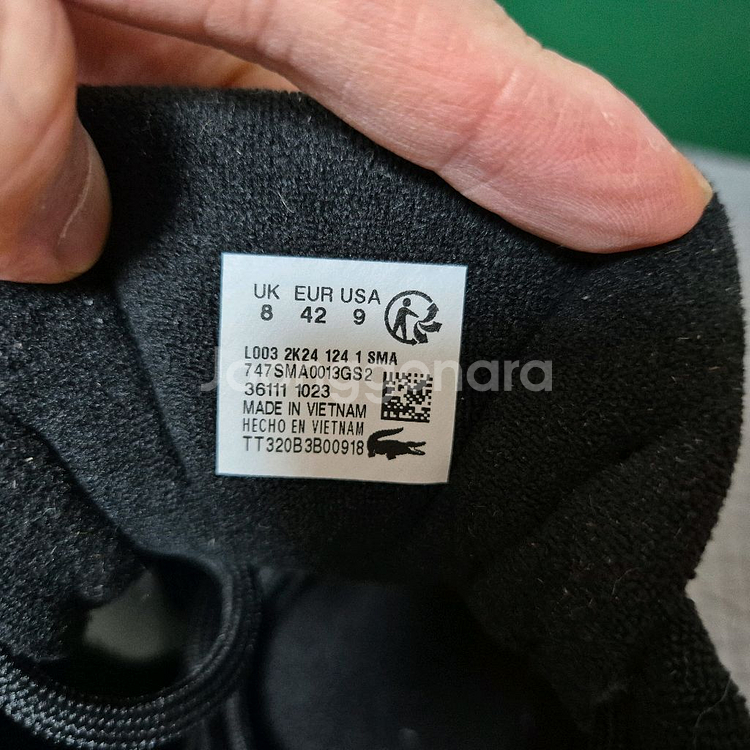 UK EUR USA
8 42 9
L003 2K24 124 1 SMA
747SMA0013GS2
36111 1023
MADE IN VIETNAM
HECHO EN VIETNAM
TT320B3B00918
Joonggonara